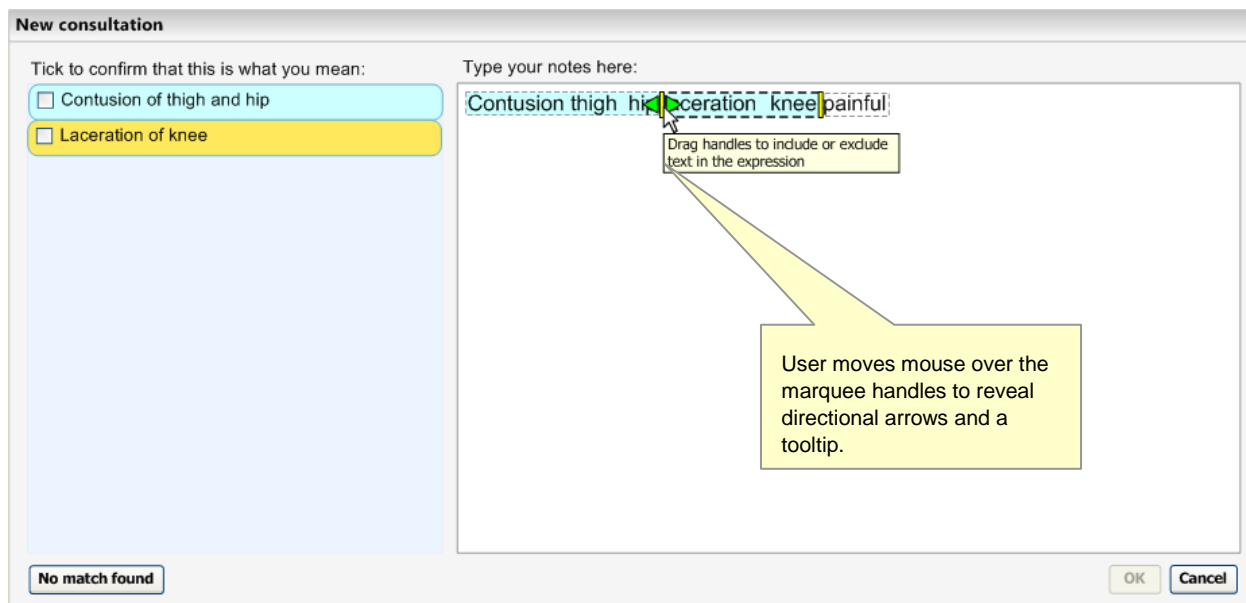 New consultation
Tick to confirm that this is what you mean:
Type your notes here:
Contusion of thigh and hip
Laceration of knee
Contusion thigh hi ceration knee painful
Drag handles to include or exclude
text in the expression
User moves mouse over the
marquee handles to reveal
directional arrows and a
tooltip.
No match found
OK
Cancel